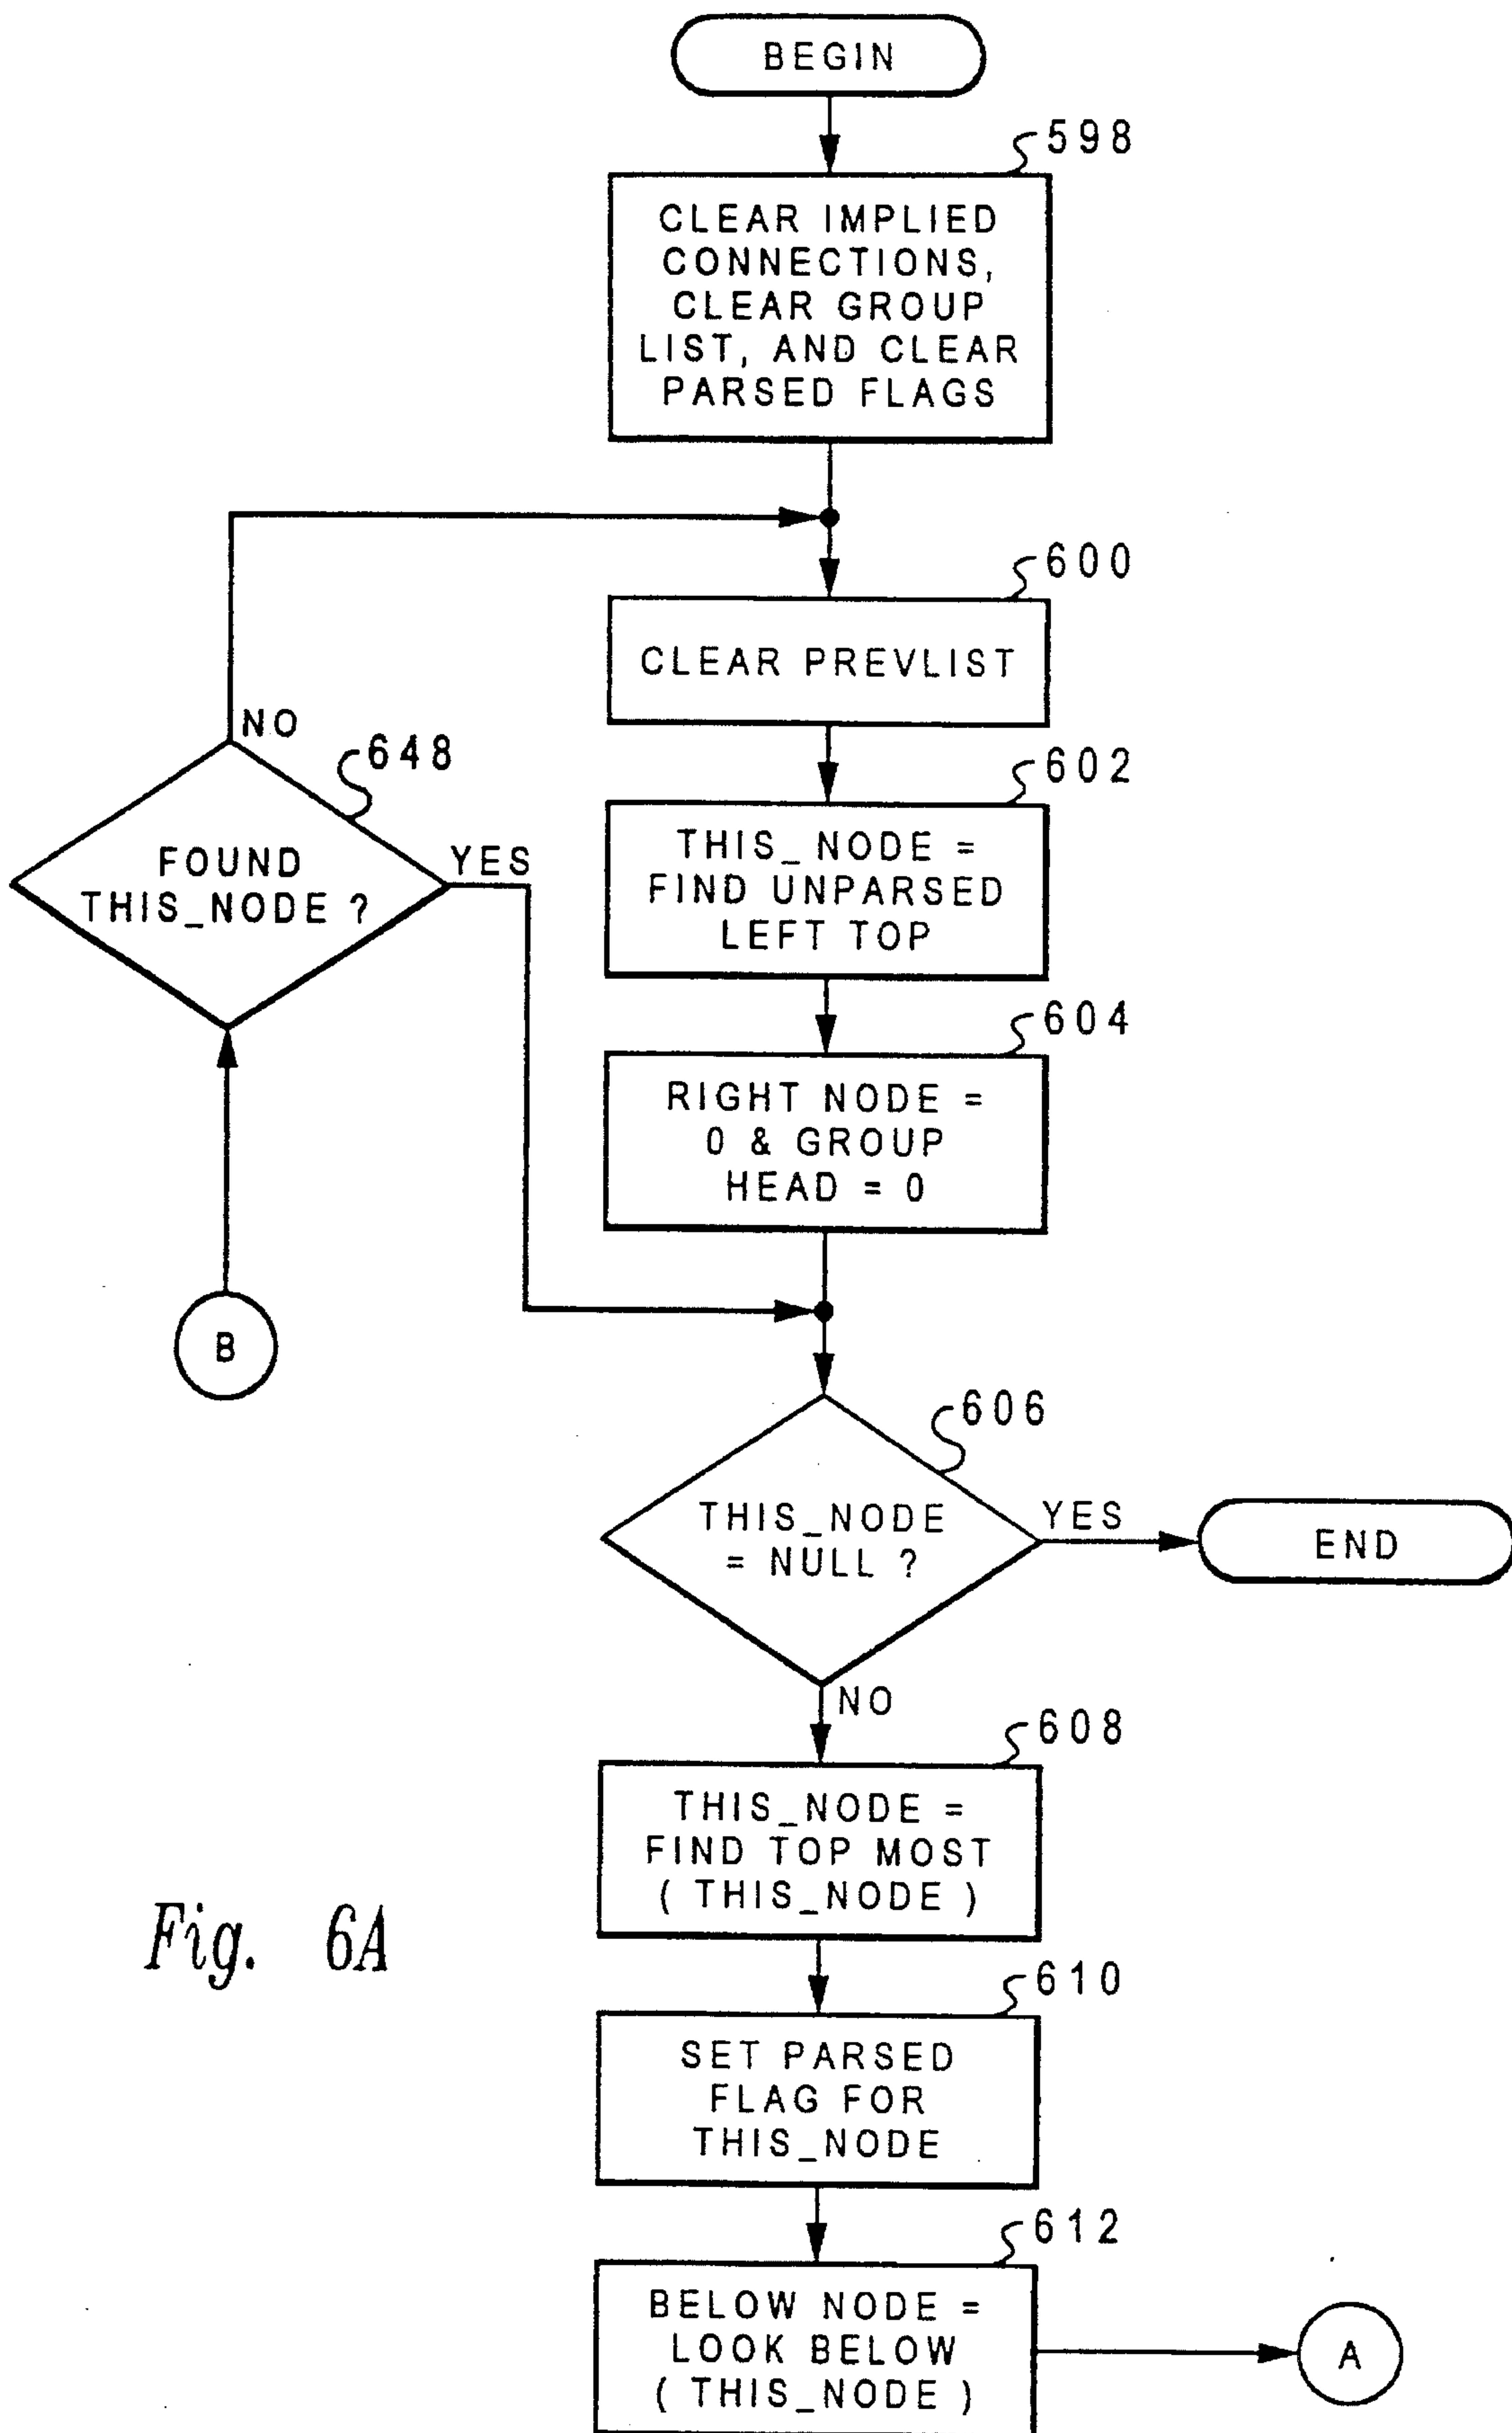 BEGIN
598
CLEAR IMPLIED
CONNECTIONS,
CLEAR GROUP
LIST, AND CLEAR
PARSED FLAGS
600
CLEAR PREVLIST
NO
648
FOUND
THIS_NODE ?
YES
602
THIS_NODE =
FIND UNPARSED
LEFT TOP
604
RIGHT NODE =
0 & GROUP
HEAD = 0
B
606
THIS_NODE
= NULL ?
YES
END
NO
608
THIS_NODE =
FIND TOP MOST
( THIS_NODE )
Fig. 6A
610
SET PARSED
FLAG FOR
THIS_NODE
612
BELOW NODE =
LOOK BELOW
( THIS_NODE )
A